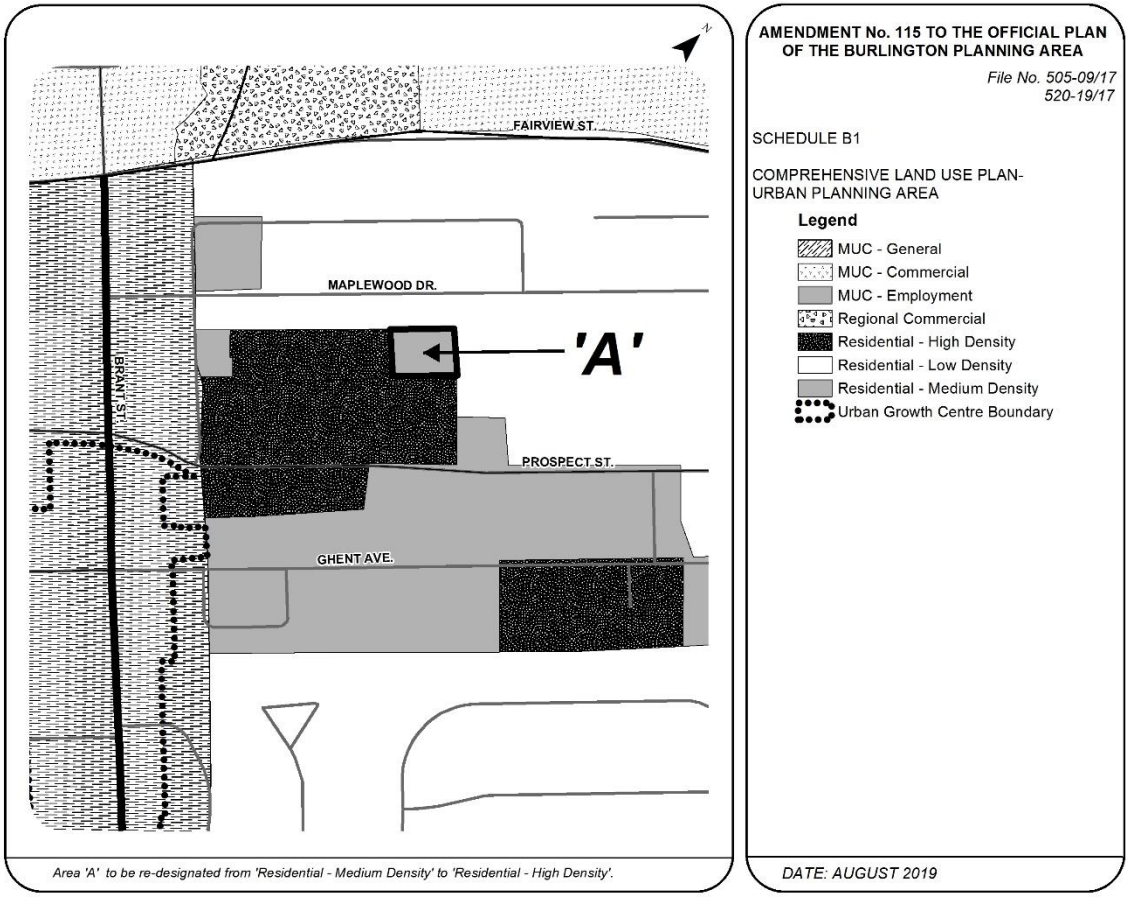 N
FAIRVIEW ST.
MAPLEWOOD DR.
'A'
BRANT ST.
PROSPECT ST.
GHENT AVE.
Area 'A' to be re-designated from 'Residential - Medium Density' to 'Residential - High Density'.
AMENDMENT No. 115 TO THE OFFICIAL PLAN
OF THE BURLINGTON PLANNING AREA
File No. 505-09/17
520-19/17
SCHEDULE B1
COMPREHENSIVE LAND USE PLAN-
URBAN PLANNING AREA
Legend
MUC - General
MUC - Commercial
MUC - Employment
Regional Commercial
Residential - High Density
Residential - Low Density
Residential - Medium Density
Urban Growth Centre Boundary
DATE: AUGUST 2019